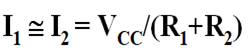 I₁ ≅ I₂ = V_CC/(R₁+R₂)